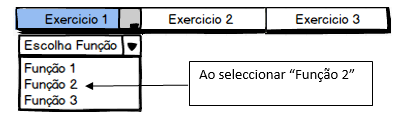 Exercicio 1 Exercicio 2 Exercicio 3
Escolha Função
Função 1
Função 2
Função 3
Ao seleccionar “Função 2”